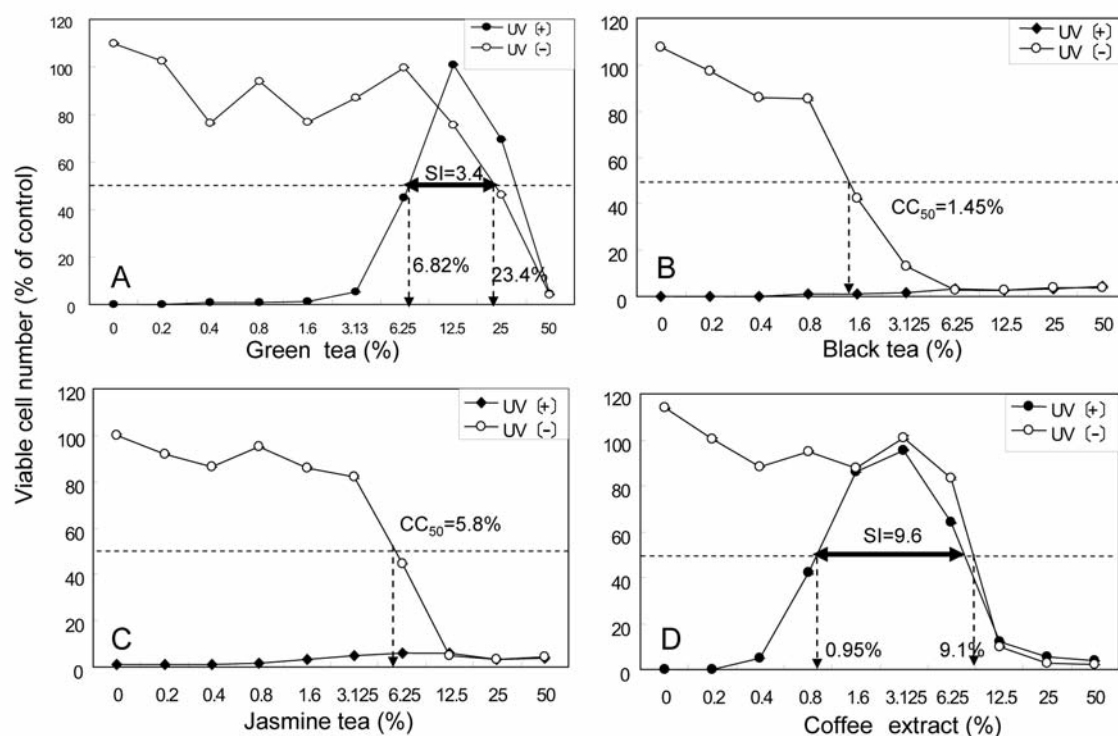 Viable cell number (% of control)
120
100
80
60
40
20
0
UV (+)
UV (–)
SI=3.4
6.82%
23.4%
A
0 0.2 0.4 0.8 1.6 3.13 6.25 12.5 25 50
Green tea (%)
120
100
80
60
40
20
0
UV (+)
UV (–)
CC50=1.45%
B
0 0.2 0.4 0.8 1.6 3.125 6.25 12.5 25 50
Black tea (%)
120
100
80
60
40
20
0
UV (+)
UV (–)
CC50=5.8%
C
0 0.2 0.4 0.8 1.6 3.125 6.25 12.5 25 50
Jasmine tea (%)
120
100
80
60
40
20
0
UV (+)
UV (–)
SI=9.6
D
0.95%
9.1%
0 0.2 0.4 0.8 1.6 3.125 6.25 12.5 25 50
Coffee extract (%)